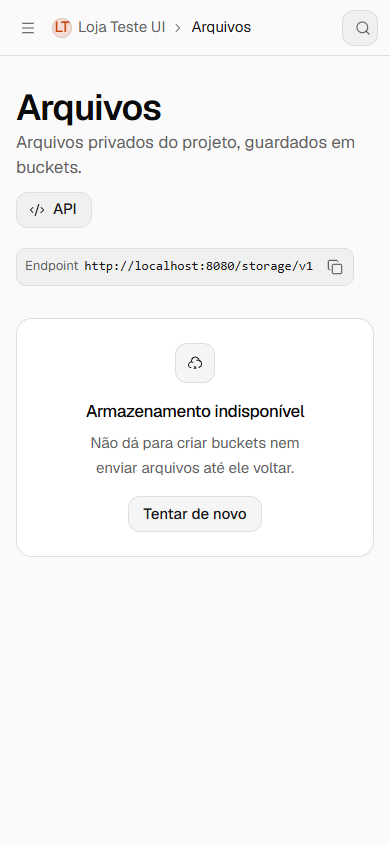 LT Loja Teste UI > Arquivos
Arquivos
Arquivos privados do projeto, guardados em
buckets.
</> API
Endpoint http://localhost:8080/storage/v1
Armazenamento indisponível
Não dá para criar buckets nem
enviar arquivos até ele voltar.
Tentar de novo